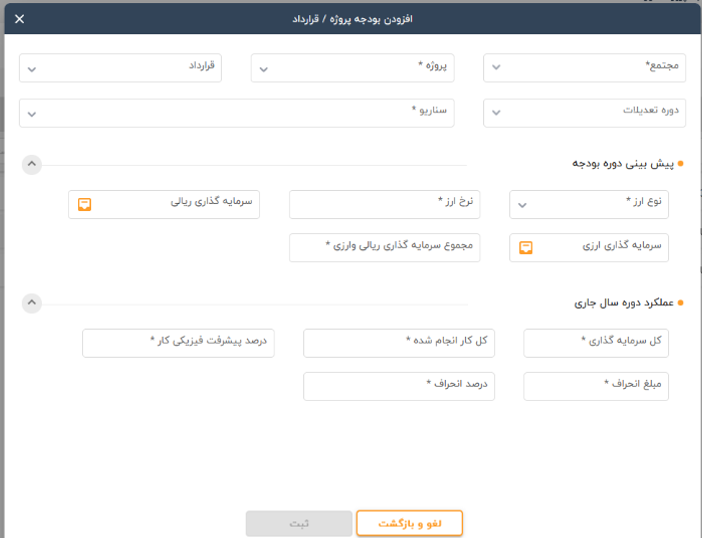 افزودن بودجه پروژه / قرارداد
مجتمع*
پروژه *
قرارداد
دوره تعدیلات
سناریو *
پیش بینی دوره بودجه
نوع ارز *
نرخ ارز *
سرمایه گذاری ریالی
سرمایه گذاری ارزی
مجموع سرمایه گذاری ریالی وارزی *
عملکرد دوره سال جاری
کل سرمایه گذاری *
کل کار انجام شده *
درصد پیشرفت فیزیکی کار *
مبلغ انحراف *
درصد انحراف *
لغو و بازگشت
ثبت